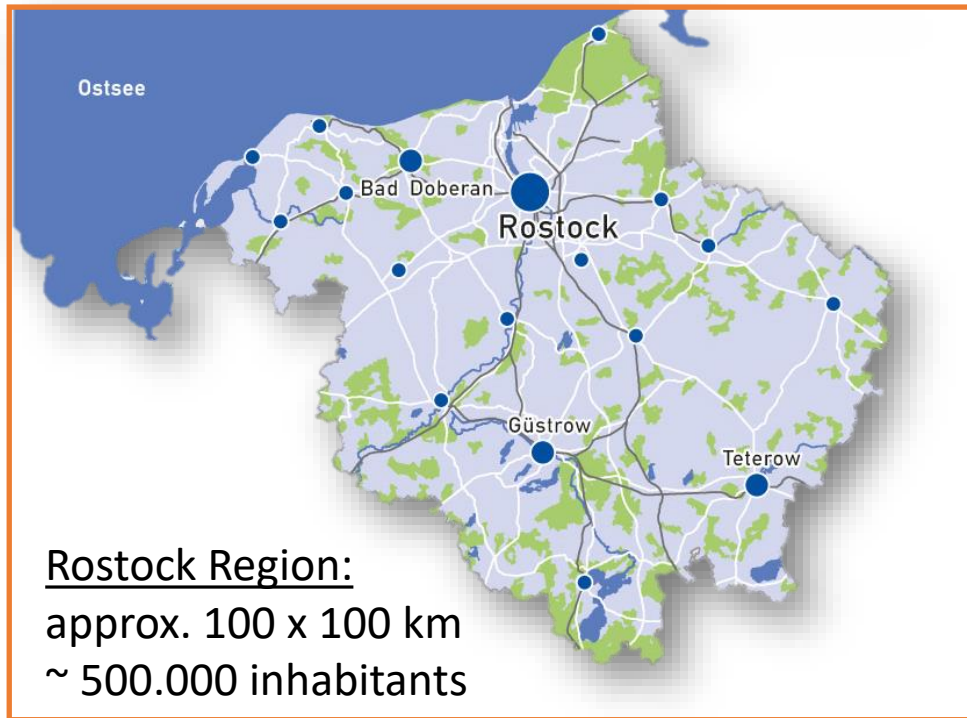 Ostsee
Bad Doberan
Rostock
Güstrow
Teterow
Rostock Region:
approx. 100 x 100 km
~ 500.000 inhabitants